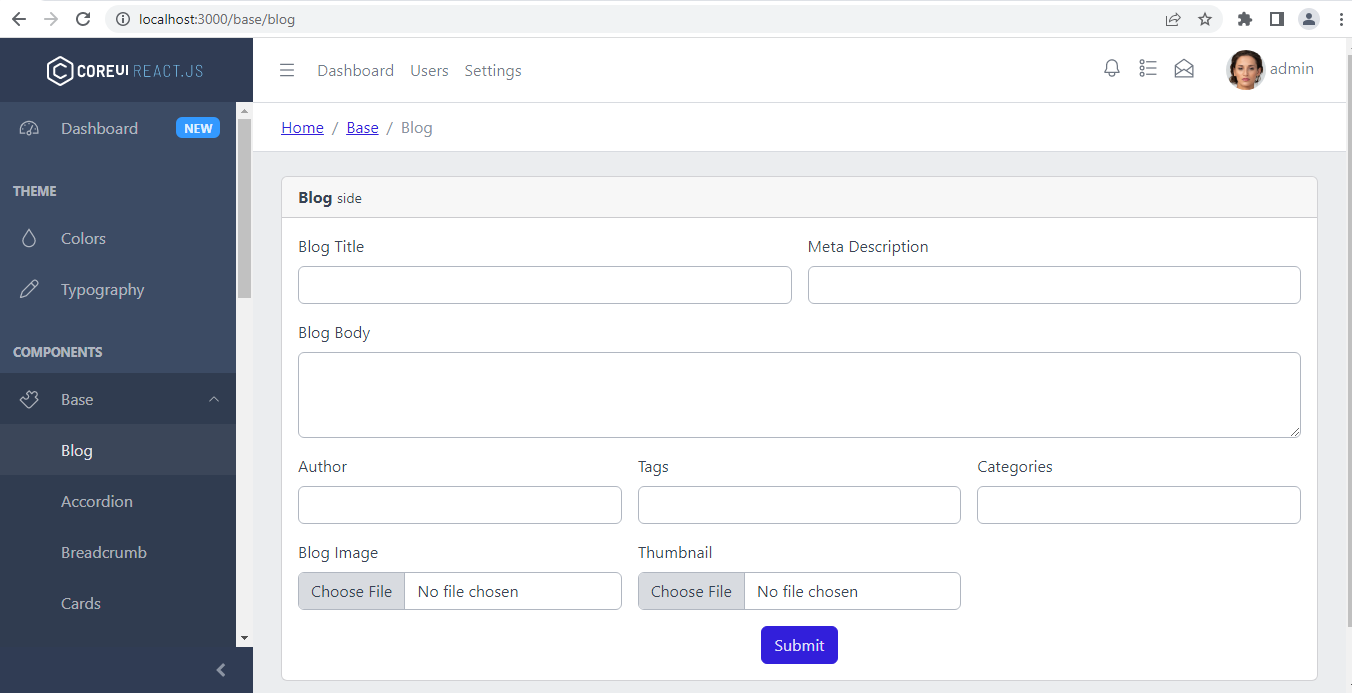 localhost:3000/base/blog
COREUI REACT.JS
Dashboard Users Settings
admin
Dashboard NEW
Home / Base / Blog
THEME
Colors
Typography
COMPONENTS
Base
Blog
Accordion
Breadcrumb
Cards
Blog side
Blog Title Meta Description
Blog Body
Author Tags Categories
Blog Image Thumbnail
Choose File No file chosen Choose File No file chosen
Submit